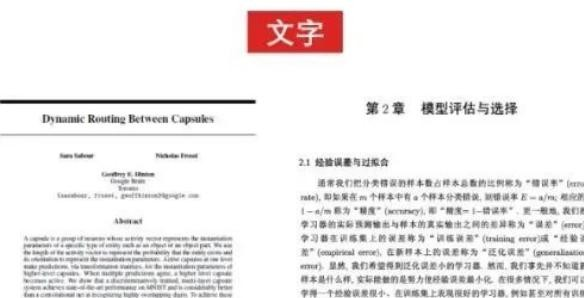 文字
Dynamic Routing Between Capsules
Sara Sabour Nicholas Frosst
Geoffrey E. Hinton
Google Brain
Toronto
{sasabour, frosst, geoffhinton}@google.com
Abstract
A capsule is a group of neurons whose activity vector represents the instantiation
parameters of a specific type of entity such as an object or an object part. We use
the length of the activity vector to represent the probability that the entity exists and
its orientation to represent the instantiation parameters. Active capsules at one level
make predictions, via transformation matrices, for the instantiation parameters of
higher-level capsules. When multiple predictions agree, a higher level capsule
becomes active. We show that a discriminatively trained, multi-layer capsule
system achieves state-of-the-art performance on MNIST and is considerably better
than a convolutional net at recognizing highly overlapping digits. To achieve these
第 2 章 模型评估与选择
2.1 经验误差与过拟合
通常我们把分类错误的样本数占样本总数的比例称为 “错误率” (erro
rate), 即如果在 m 个样本中有 a 个样本分类错误, 则错误率 E = a/m; 相应的
1 − a/m 称为 “精度” (accuracy), 即 “精度 = 1 − 错误率” . 更一般地, 我们
学习器的实际预测输出与样本的真实输出之间的差异称为 “误差” (error)
学习器在训练集上的误差称为 “训练误差” (training error)或 “经验
差” (empirical error), 在新样本上的误差称为 “泛化误差” (generalization
error). 显然, 我们希望得到泛化误差小的学习器. 然而, 我们事先并不知道
样本是什么样, 实际能做的是努力使经验误差最小化. 在很多情况下, 我们可
学得一个经验误差很小、在训练集上表现很好的学习器, 例如甚至对所有